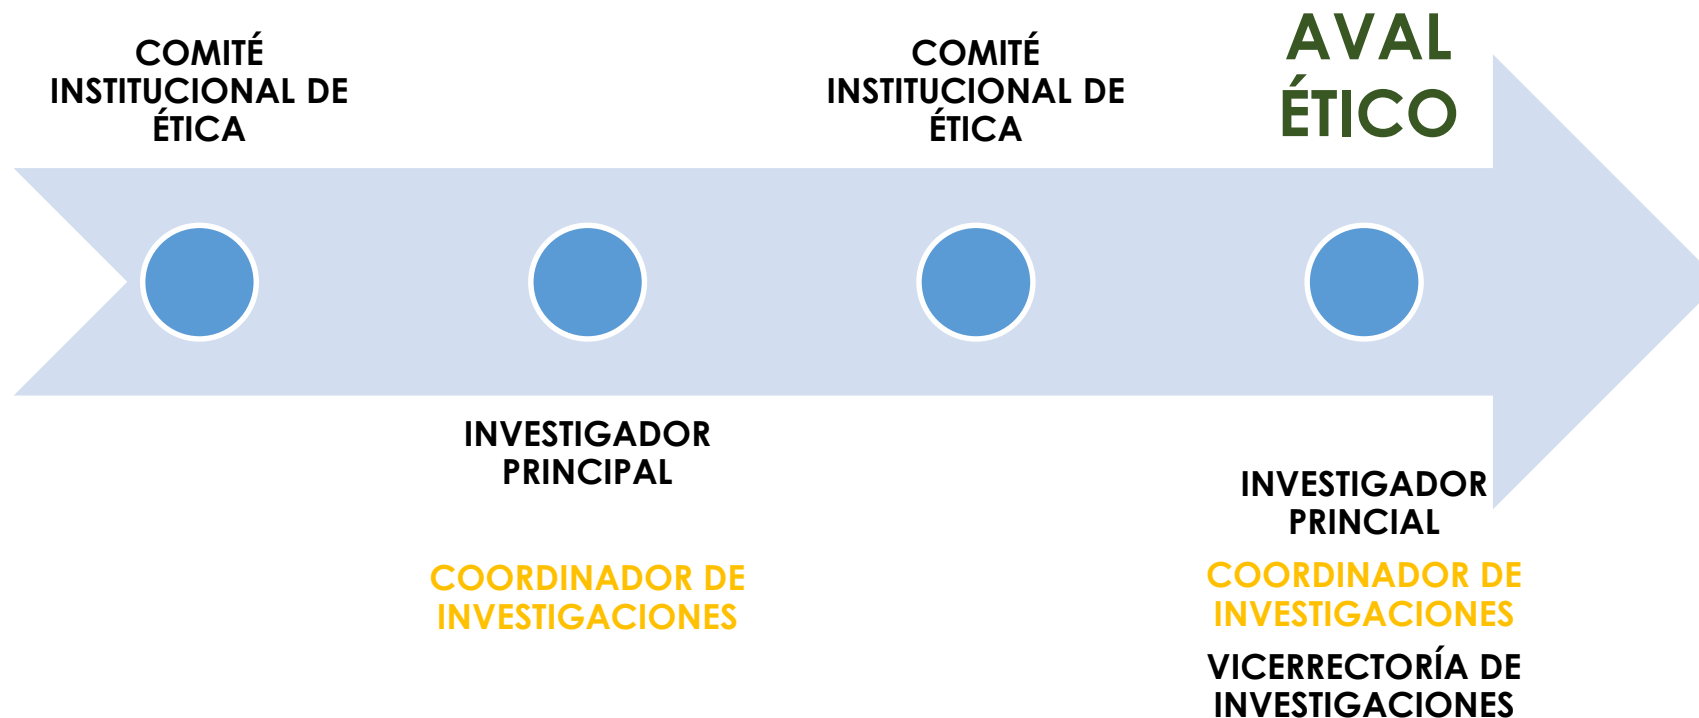 COMITÉ
INSTITUCIONAL DE
ÉTICA
INVESTIGADOR
PRINCIPAL
COORDINADOR DE
INVESTIGACIONES
COMITÉ
INSTITUCIONAL DE
ÉTICA
AVAL
ÉTICO
INVESTIGADOR
PRINCIAL
COORDINADOR DE
INVESTIGACIONES
VICERRECTORÍA DE
INVESTIGACIONES